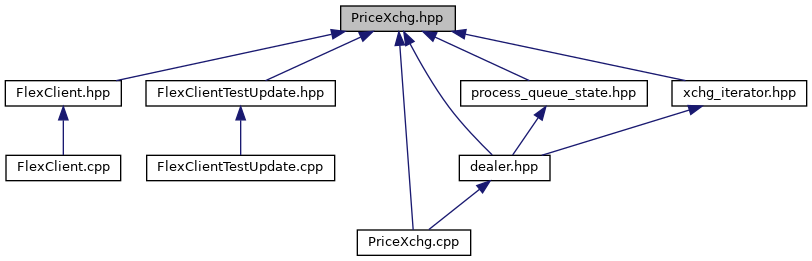 PriceXchg.hpp
FlexClient.hpp
FlexClientTestUpdate.hpp
process_queue_state.hpp
xchg_iterator.hpp
FlexClient.cpp
FlexClientTestUpdate.cpp
dealer.hpp
PriceXchg.cpp